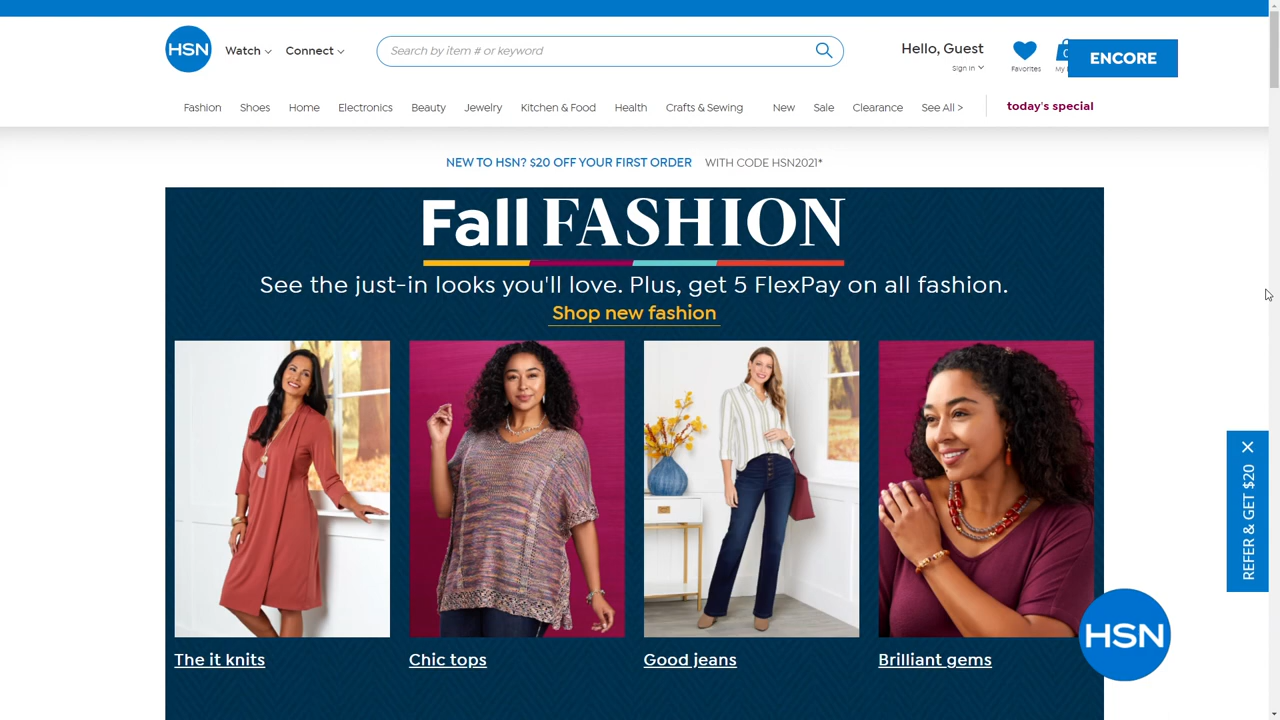 HSN
Watch
Connect
Search by item # or keyword
Hello, Guest
Sign in
Favorites
ENCORE
Fashion
Shoes
Home
Electronics
Beauty
Jewelry
Kitchen & Food
Health
Crafts & Sewing
New
Sale
Clearance
See All >
today's special
NEW TO HSN? $20 OFF YOUR FIRST ORDER WITH CODE HSN2021*
Fall FASHION
See the just-in looks you'll love. Plus, get 5 FlexPay on all fashion.
Shop new fashion
REFER & GET $20
The it knits
Chic tops
Good jeans
Brilliant gems
HSN